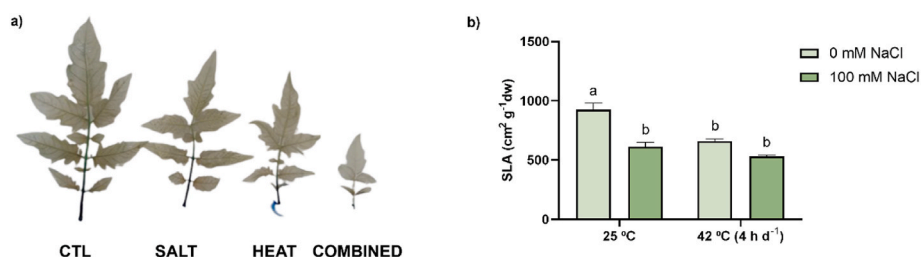 a)
CTL SALT HEAT COMBINED
b)
1500
1000
500
0
SLA (cm² g⁻¹dw)
a
b
b
b
25 ºC
42 ºC (4 h d⁻¹)
0 mM NaCl
100 mM NaCl